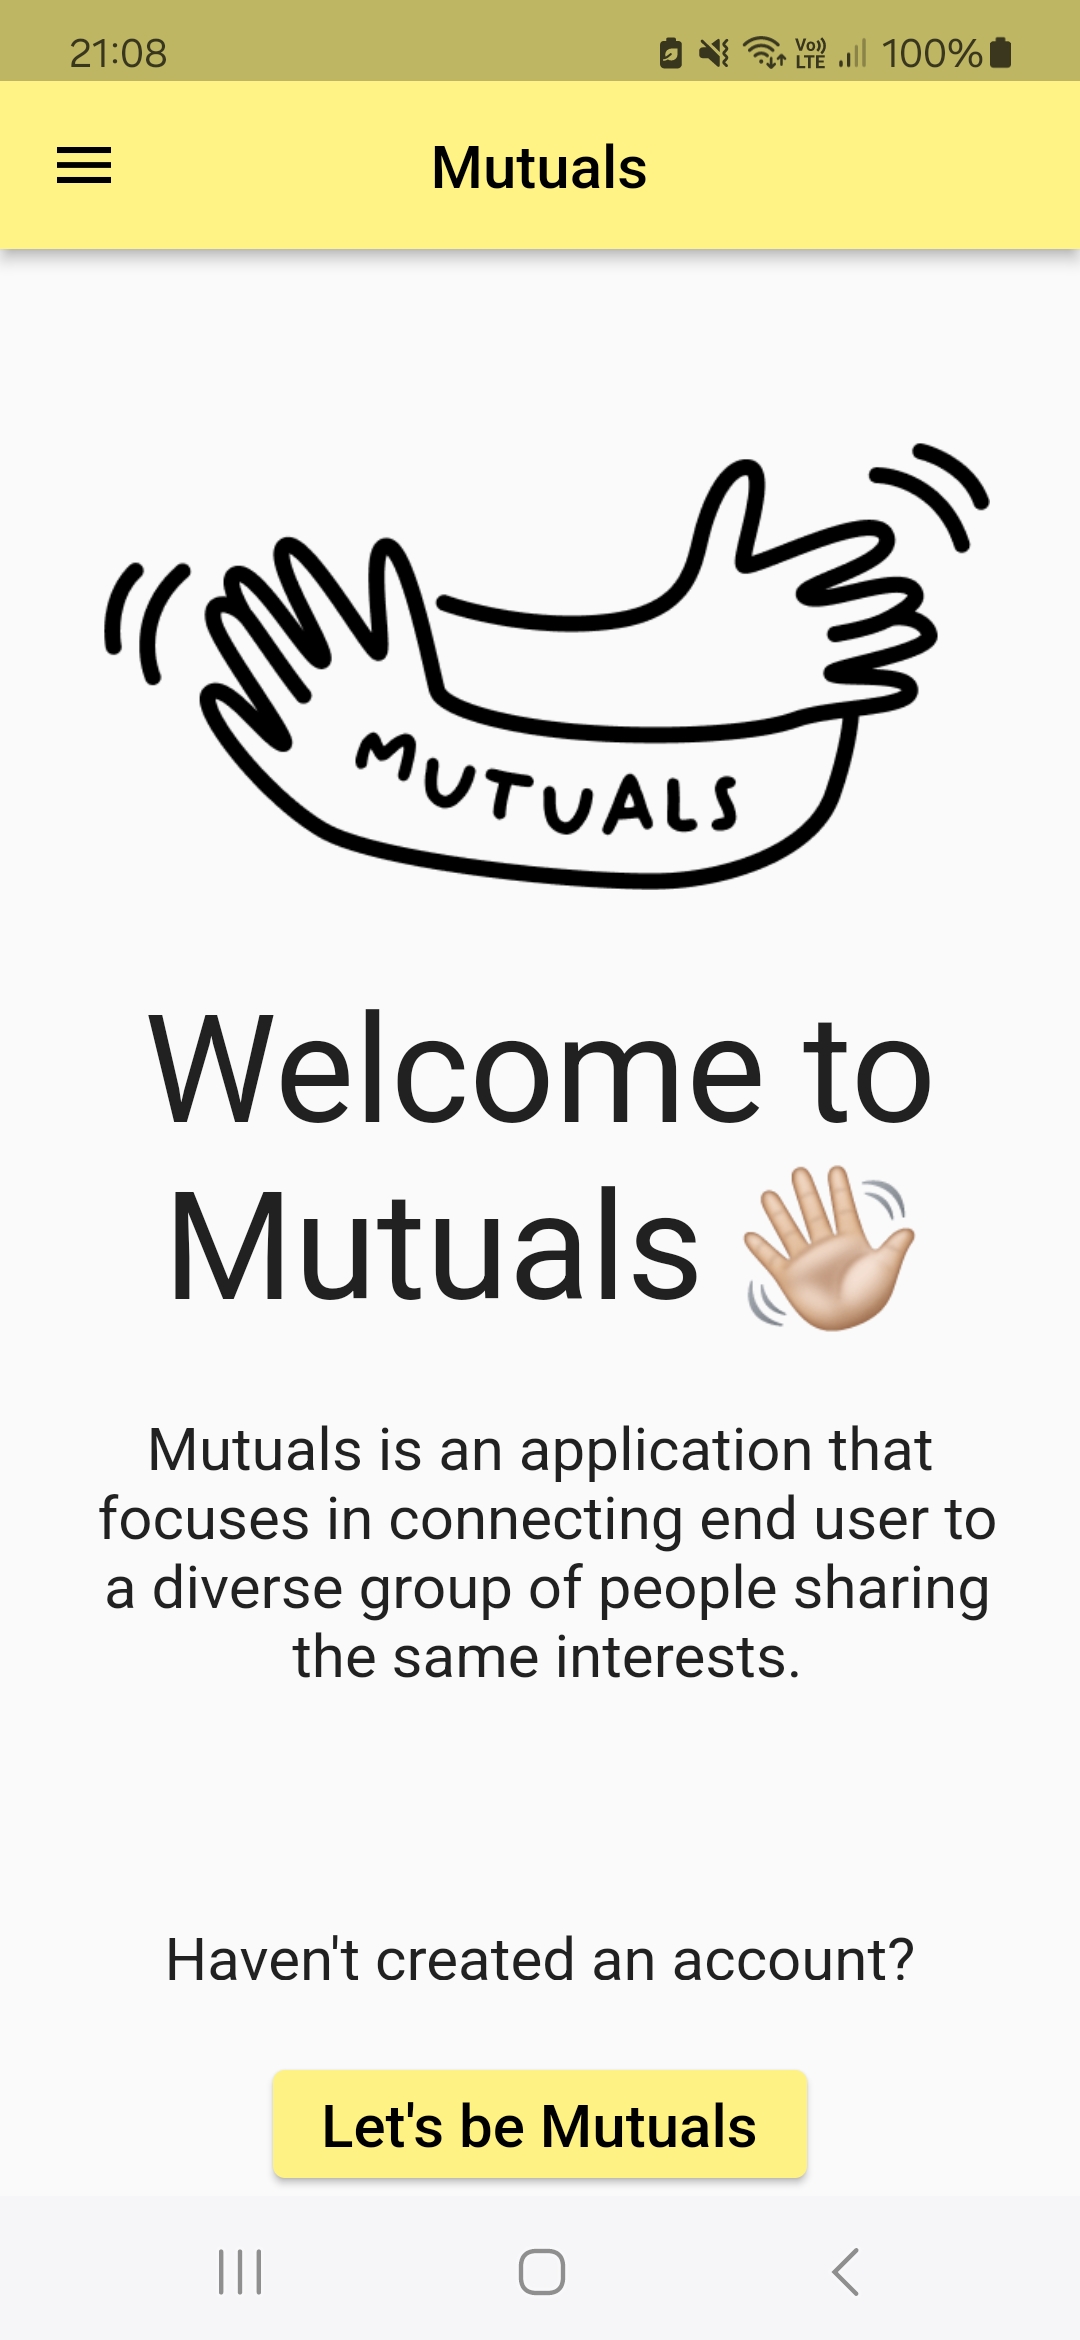 21:08 Vo)) LTE 100%
Mutuals
MUTUALS
Welcome to
Mutuals 👋🏼
Mutuals is an application that
focuses in connecting end user to
a diverse group of people sharing
the same interests.
Haven't created an account?
Let's be Mutuals